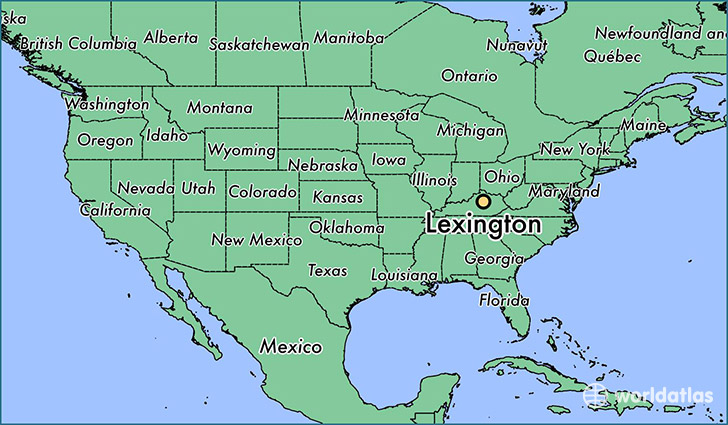 ska
British Columbia
Alberta
Saskatchewan
Manitoba
Nunavut
Newfoundland and
Québec
Ontario
Washington
Montana
Minnesota
Michigan
Maine
Oregon
Idaho
Wyoming
Nebraska
Iowa
Illinois
Ohio
New York
Maryland
Nevada
Utah
Colorado
Kansas
California
New Mexico
Oklahoma
Lexington
Texas
Louisiana
Georgia
Florida
Mexico
worldatlas